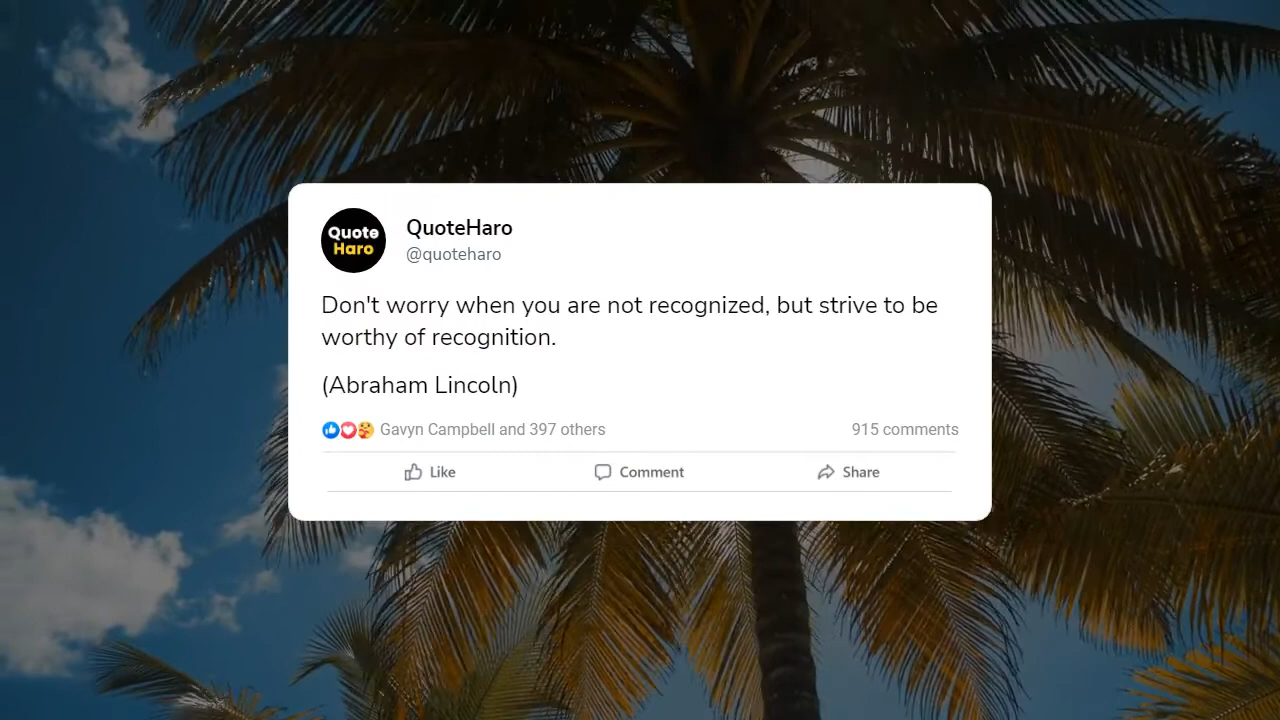 Quote
Haro
QuoteHaro
@quoteharo
Don't worry when you are not recognized, but strive to be
worthy of recognition.
(Abraham Lincoln)
Gavyn Campbell and 397 others
915 comments
Like
Comment
Share